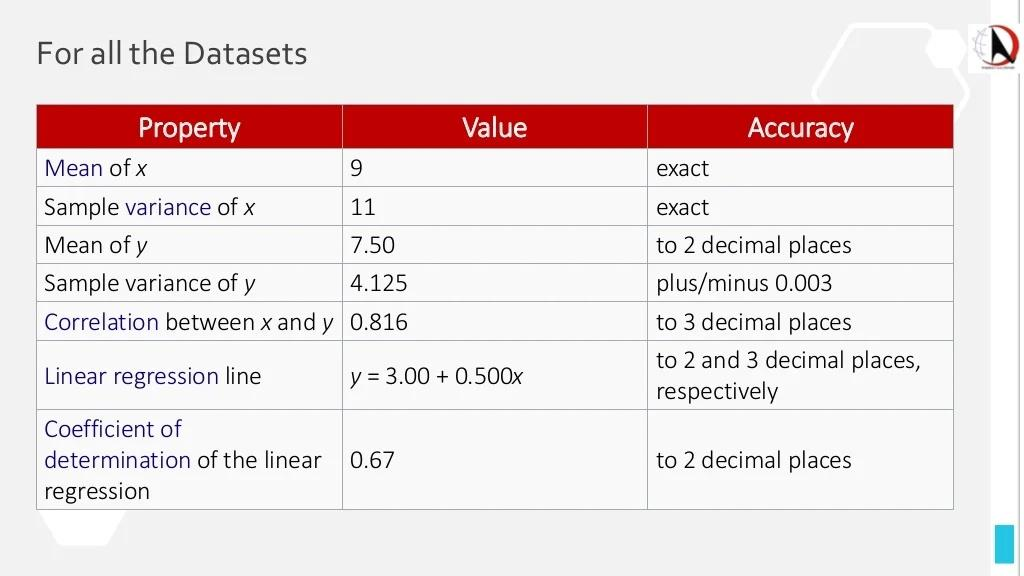 For all the Datasets
Property Value Accuracy
Mean of x 9 exact
Sample variance of x 11 exact
Mean of y 7.50 to 2 decimal places
Sample variance of y 4.125 plus/minus 0.003
Correlation between x and y 0.816 to 3 decimal places
Linear regression line y = 3.00 + 0.500x to 2 and 3 decimal places,
respectively
Coefficient of
determination of the linear 0.67 to 2 decimal places
regression